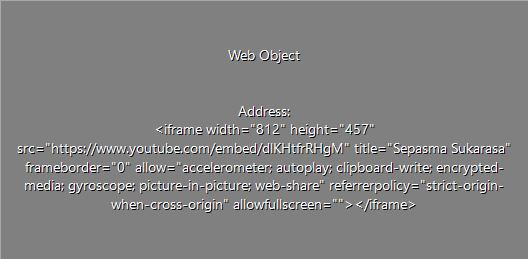 Web Object
Address:
<iframe width="812" height="457"
src="https://www.youtube.com/embed/dlKHtfrRHgM" title="Sepasma Sukarasa"
frameborder="0" allow="accelerometer; autoplay; clipboard-write; encrypted-
media; gyroscope; picture-in-picture; web-share" referrerpolicy="strict-origin-
when-cross-origin" allowfullscreen=""></iframe>